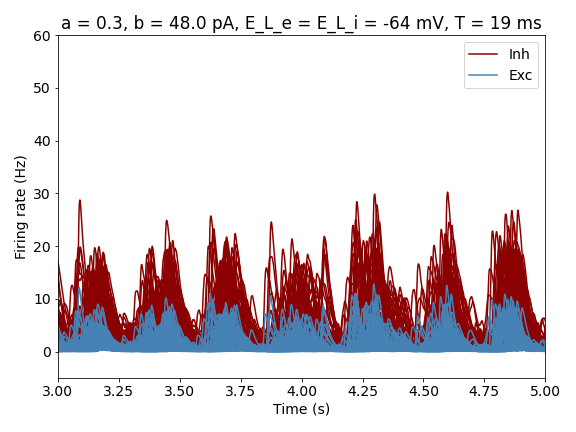 a = 0.3, b = 48.0 pA, E_L_e = E_L_i = -64 mV, T = 19 ms
Inh
Exc
60
50
40
30
20
10
0
Firing rate (Hz)
3.00 3.25 3.50 3.75 4.00 4.25 4.50 4.75 5.00
Time (s)